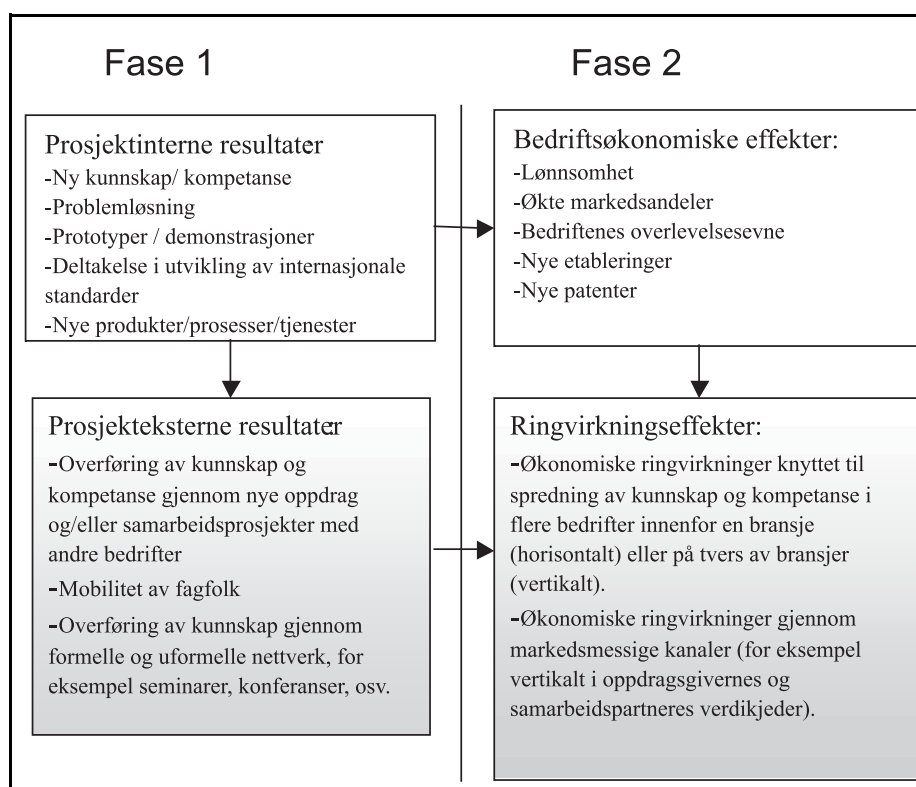 Fase 1
Prosjektinterne resultater
-Ny kunnskap/ kompetanse
-Problemløsning
-Prototyper / demonstrasjoner
-Deltakelse i utvikling av internasjonale
standarder
-Nye produkter/prosesser/tjenester
Prosjekteksterne resultater:
-Overføring av kunnskap og
kompetanse gjennom nye oppdrag
og/eller samarbeidsprosjekter med
andre bedrifter
-Mobilitet av fagfolk
-Overføring av kunnskap gjennom
formelle og uformelle nettverk, for
eksempel seminarer, konferanser, osv.
Fase 2
Bedriftsøkonomiske effekter:
-Lønnsomhet
-Økte markedsandeler
-Bedriftenes overlevelsesevne
-Nye etableringer
-Nye patenter
Ringvirkningseffekter:
-Økonomiske ringvirkninger knyttet til
spredning av kunnskap og kompetanse i
flere bedrifter innenfor en bransje
(horisontalt) eller på tvers av bransjer
(vertikalt).
-Økonomiske ringvirkninger gjennom
markedsmessige kanaler (for eksempel
vertikalt i oppdragsgivernes og
samarbeidspartneres verdikjeder).